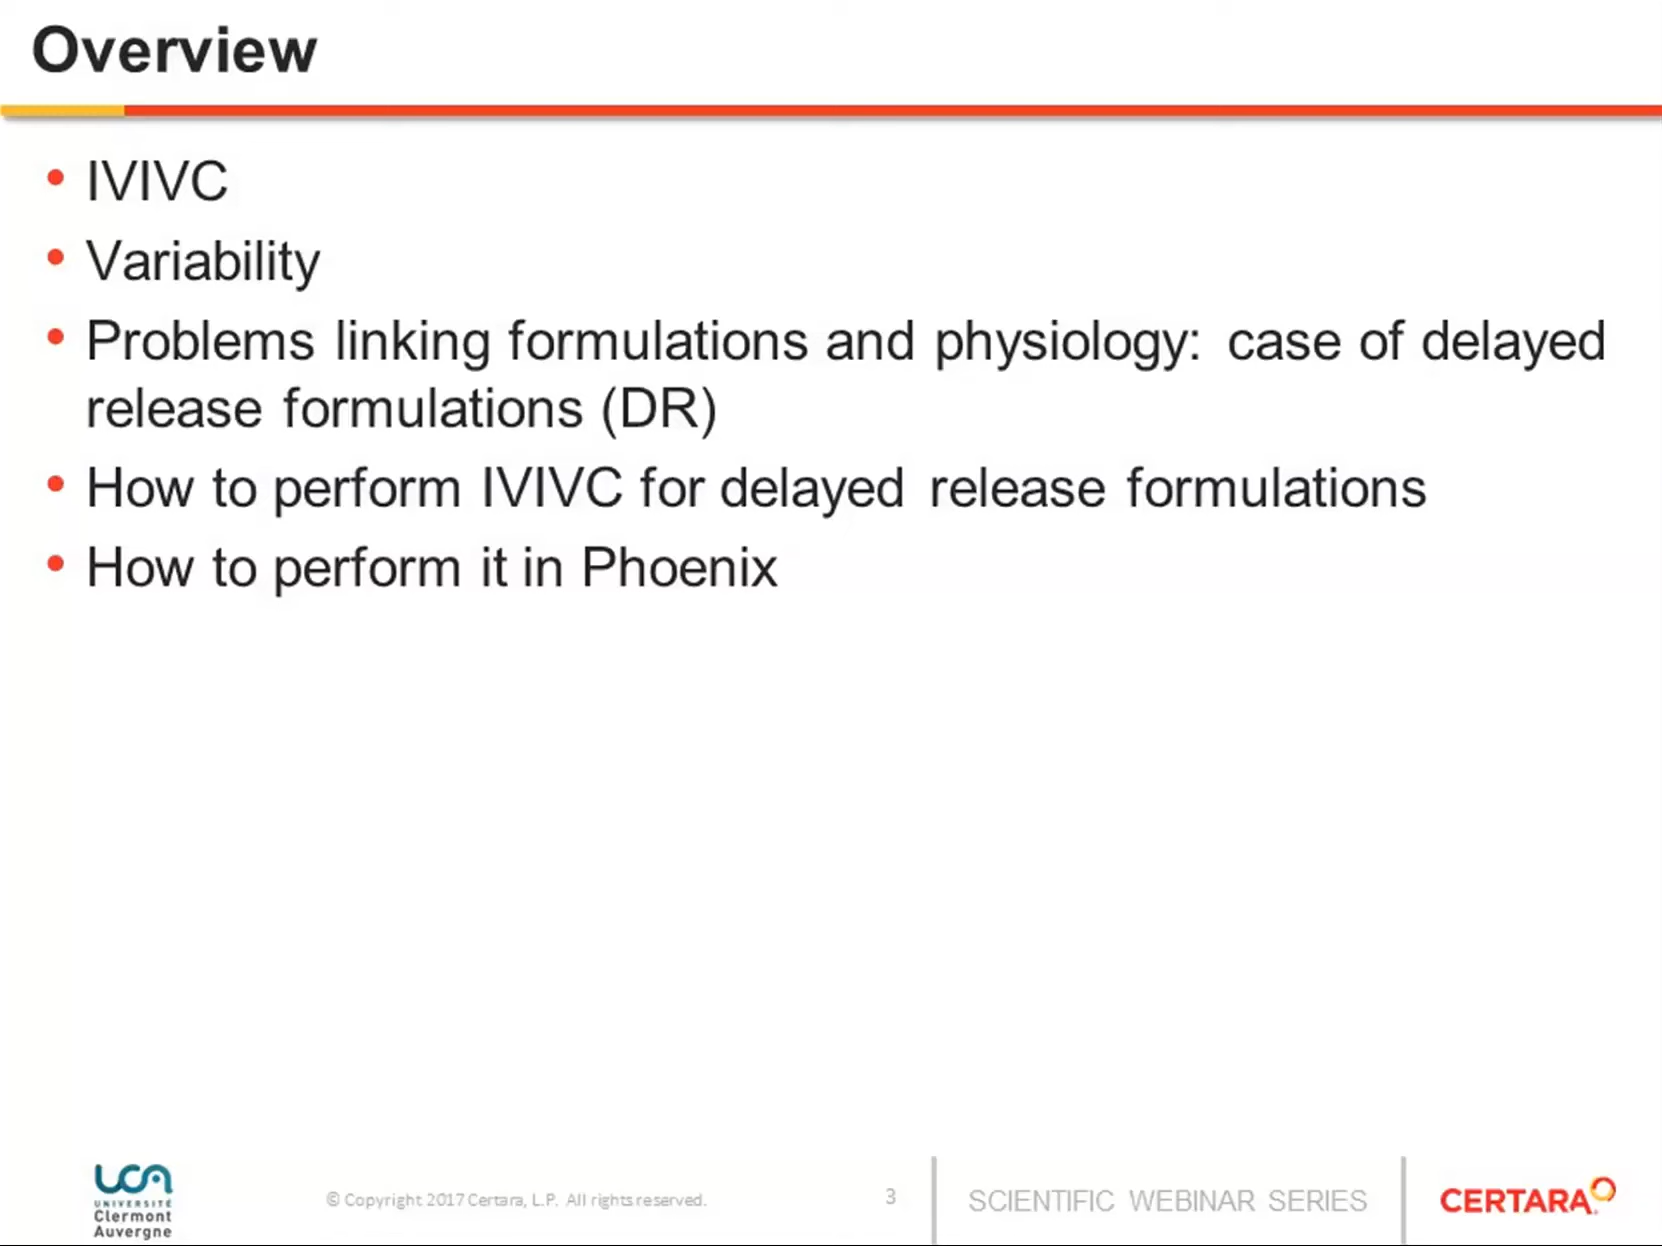 Overview
• IVIVC
• Variability
• Problems linking formulations and physiology: case of delayed
release formulations (DR)
• How to perform IVIVC for delayed release formulations
• How to perform it in Phoenix
UCA
UNIVERSITÉ
Clermont
Auvergne
© Copyright 2017 Certara, L.P. All rights reserved.
3
SCIENTIFIC WEBINAR SERIES
CERTARA